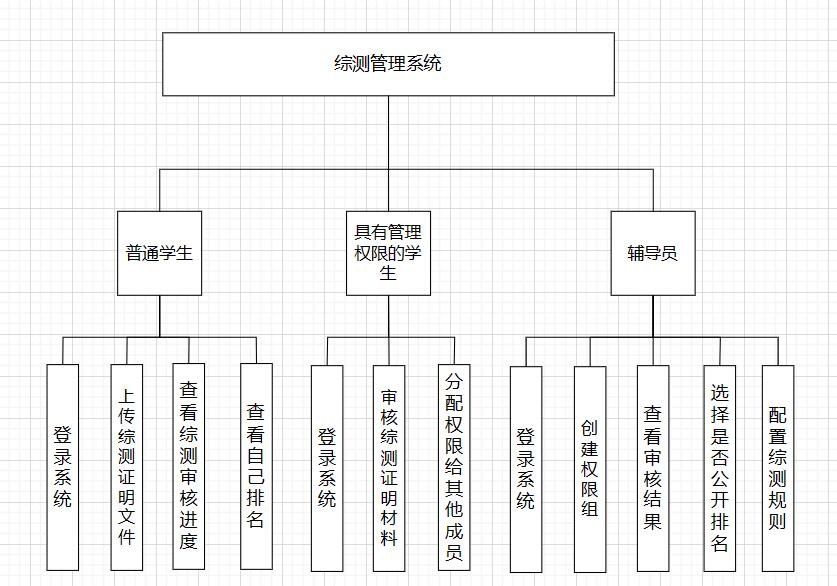 综测管理系统
普通学生
具有管理
权限的学
生
辅导员
登录系统
上传综测证明文件
查看综测审核进度
查看自己排名
登录系统
审核综测证明材料
分配权限给其他成员
登录系统
创建权限组
查看审核结果
选择是否公开排名
配置综测规则